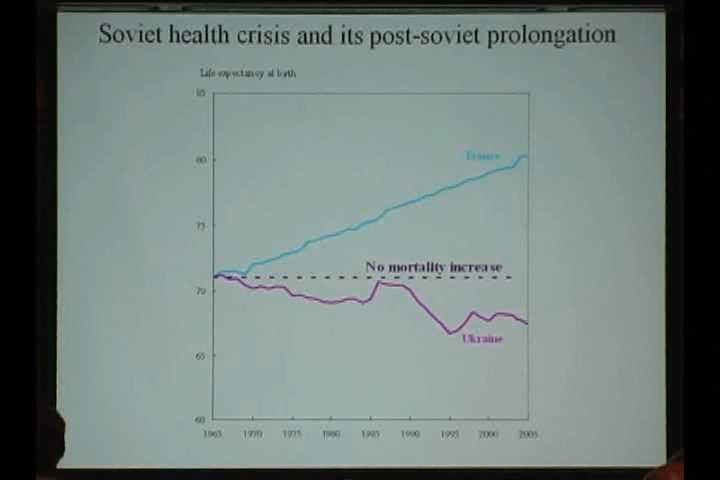 Soviet health crisis and its post-soviet prolongation
Life expectancy at birth
85
80
France
75
No mortality increase
70
Ukraine
65
60
1965 1970 1975 1980 1985 1990 1995 2000 2005